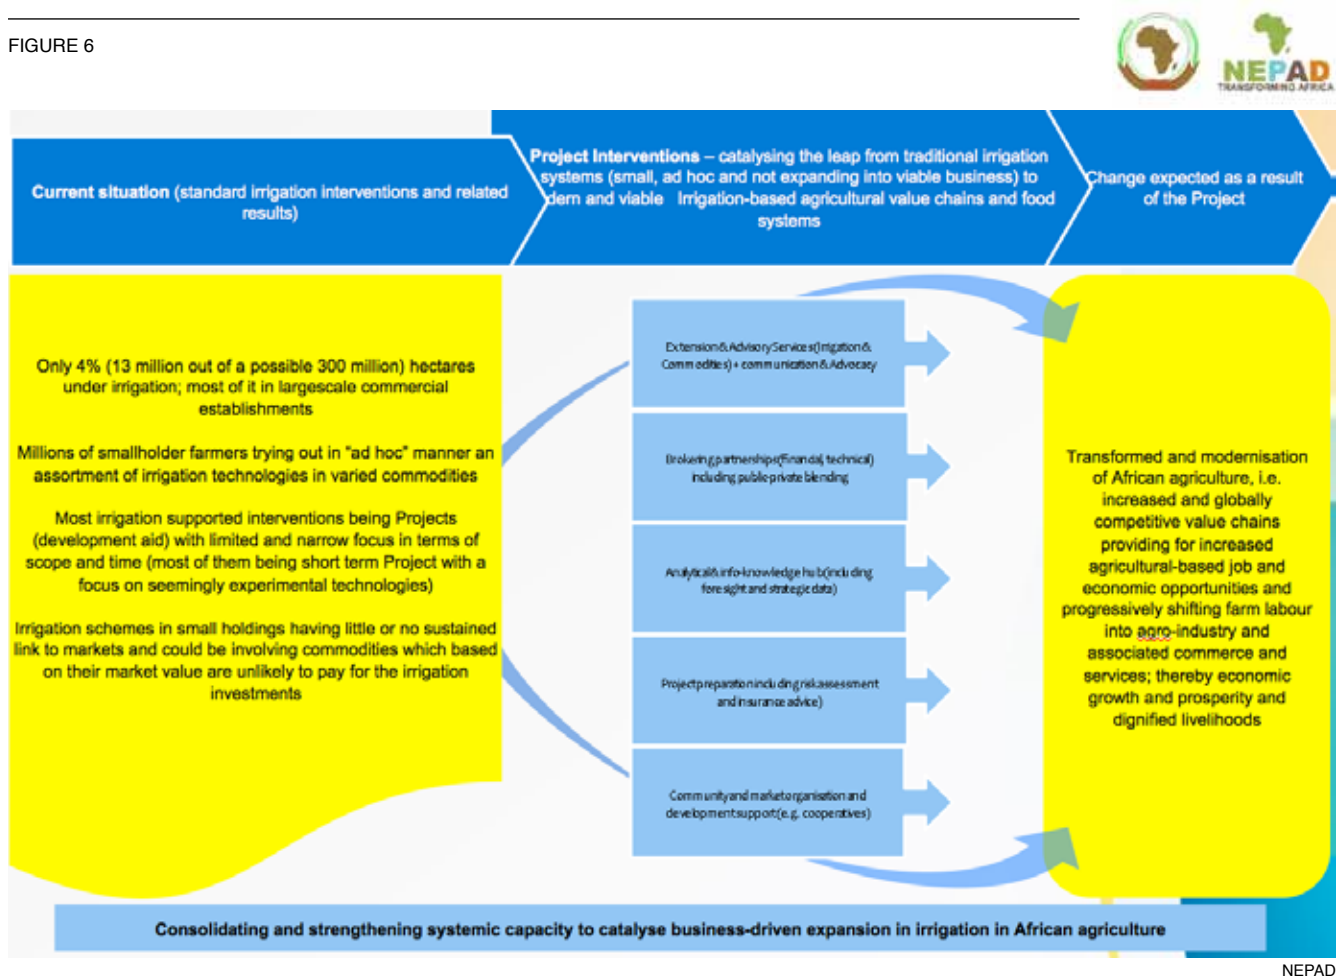 FIGURE 6
NEPAD
TRANSFORMING AFRICA
Current situation (standard irrigation interventions and related
results)
Project Interventions – catalysing the leap from traditional irrigation
systems (small, ad hoc and not expanding into viable business) to
dern and viable Irrigation-based agricultural value chains and food
systems
Change expected as a result
of the Project
Only 4% (13 million out of a possible 300 million) hectares
under irrigation; most of it in largescale commercial
establishments
Millions of smallholder farmers trying out in "ad hoc" manner an
assortment of irrigation technologies in varied commodities
Most irrigation supported interventions being Projects
(development aid) with limited and narrow focus in terms of
scope and time (most of them being short term Project with a
focus on seemingly experimental technologies)
Irrigation schemes in small holdings having little or no sustained
link to markets and could be involving commodities which based
on their market value are unlikely to pay for the irrigation
investments
Extension & Advisory Services (Irrigation &
Commodities) + communication & Advocacy
Brokering partnerships (Financial, technical)
including public-private blending
Analytical & info-knowledge hub (including
foresight and strategic data)
Project preparation including risk assessment
and insurance advice)
Community and market organisation and
development support (e.g. cooperatives)
Transformed and modernisation
of African agriculture, i.e.
increased and globally
competitive value chains
providing for increased
agricultural-based job and
economic opportunities and
progressively shifting farm labour
into agro-industry and
associated commerce and
services; thereby economic
growth and prosperity and
dignified livelihoods
Consolidating and strengthening systemic capacity to catalyse business-driven expansion in irrigation in African agriculture
NEPAD